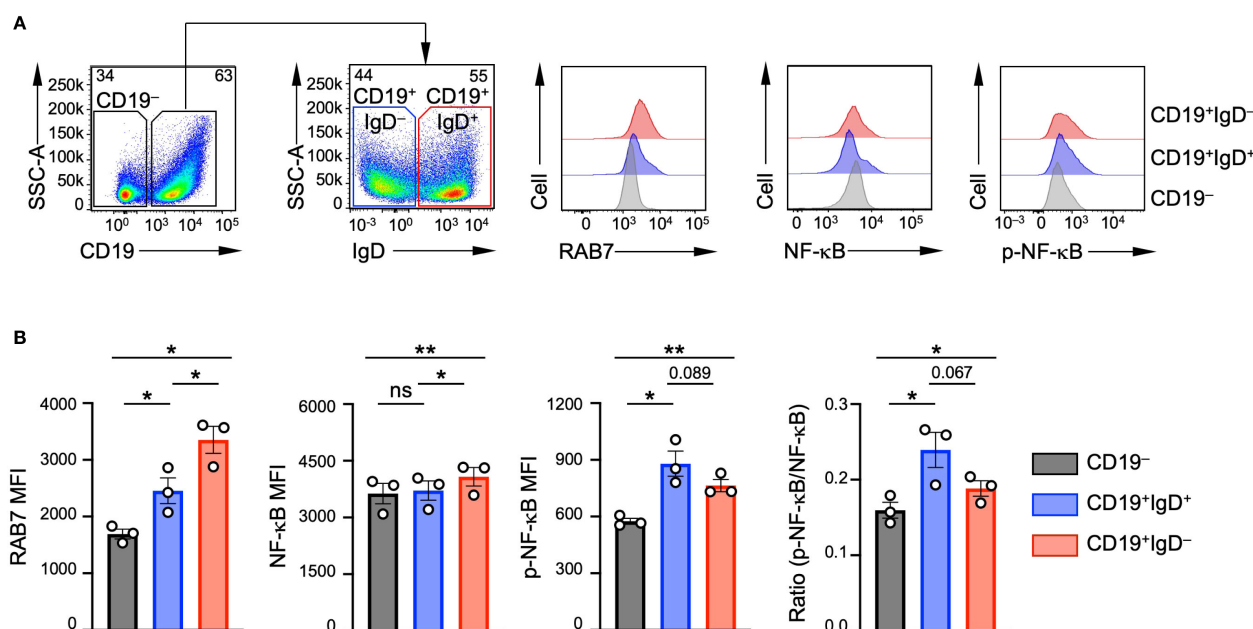 A
34 63
CD19⁻
250k
200k
150k
100k
50k
0
SSC-A
10⁰ 10³ 10⁴ 10⁵
CD19
44 55
CD19⁺ CD19⁺
IgD⁻ IgD⁺
250k
200k
150k
100k
50k
0
SSC-A
10⁻³ 10³ 10⁴ 10⁵
IgD
Cell
10³ 10⁴ 10⁵
RAB7
Cell
10³ 10⁴ 10⁵
NF-κB
Cell
10⁻³ 10⁰ 10³ 10⁴ 10⁵
p-NF-κB
CD19⁺IgD⁻
CD19⁺IgD⁺
CD19⁻
B
*
*
*
4000
3000
2000
1000
0
RAB7 MFI
**
*
ns
6000
4500
3000
1500
0
NF-κB MFI
**
0.089
*
1200
900
600
300
0
p-NF-κB MFI
*
0.067
*
0.3
0.2
0.1
0.0
Ratio (p-NF-κB/NF-κB)
CD19⁻
CD19⁺IgD⁺
CD19⁺IgD⁻